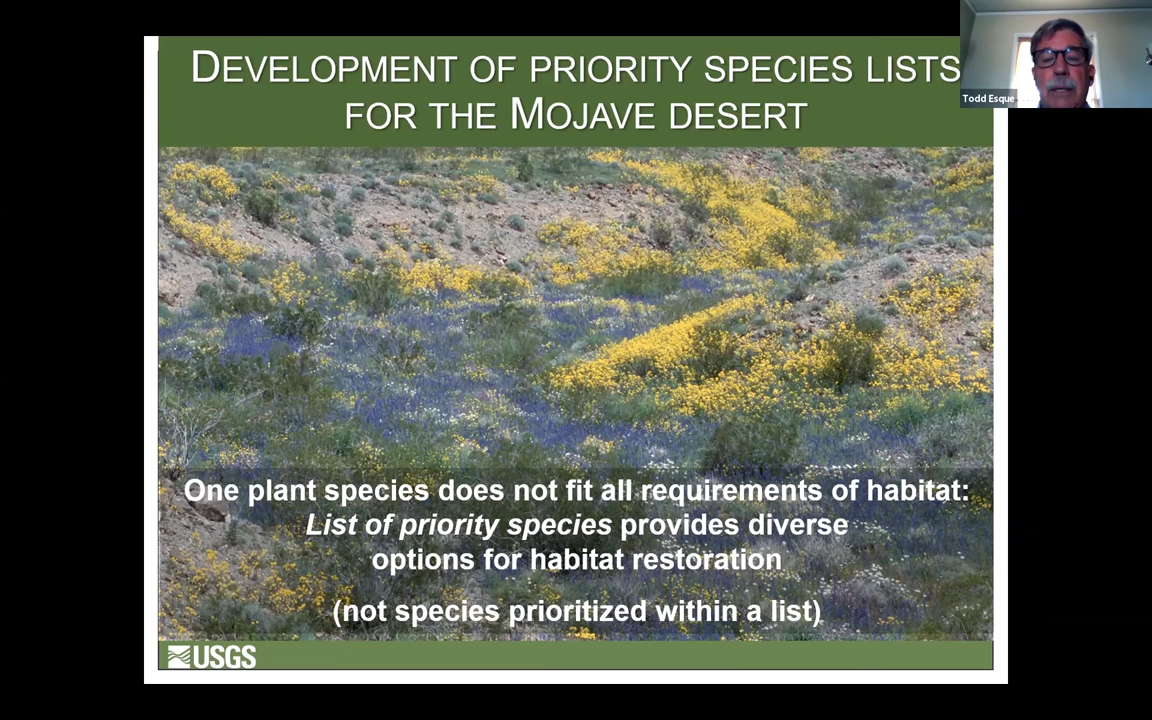 DEVELOPMENT OF PRIORITY SPECIES LISTS
FOR THE MOJAVE DESERT
Todd Esque
One plant species does not fit all requirements of habitat:
List of priority species provides diverse
options for habitat restoration
(not species prioritized within a list)
USGS